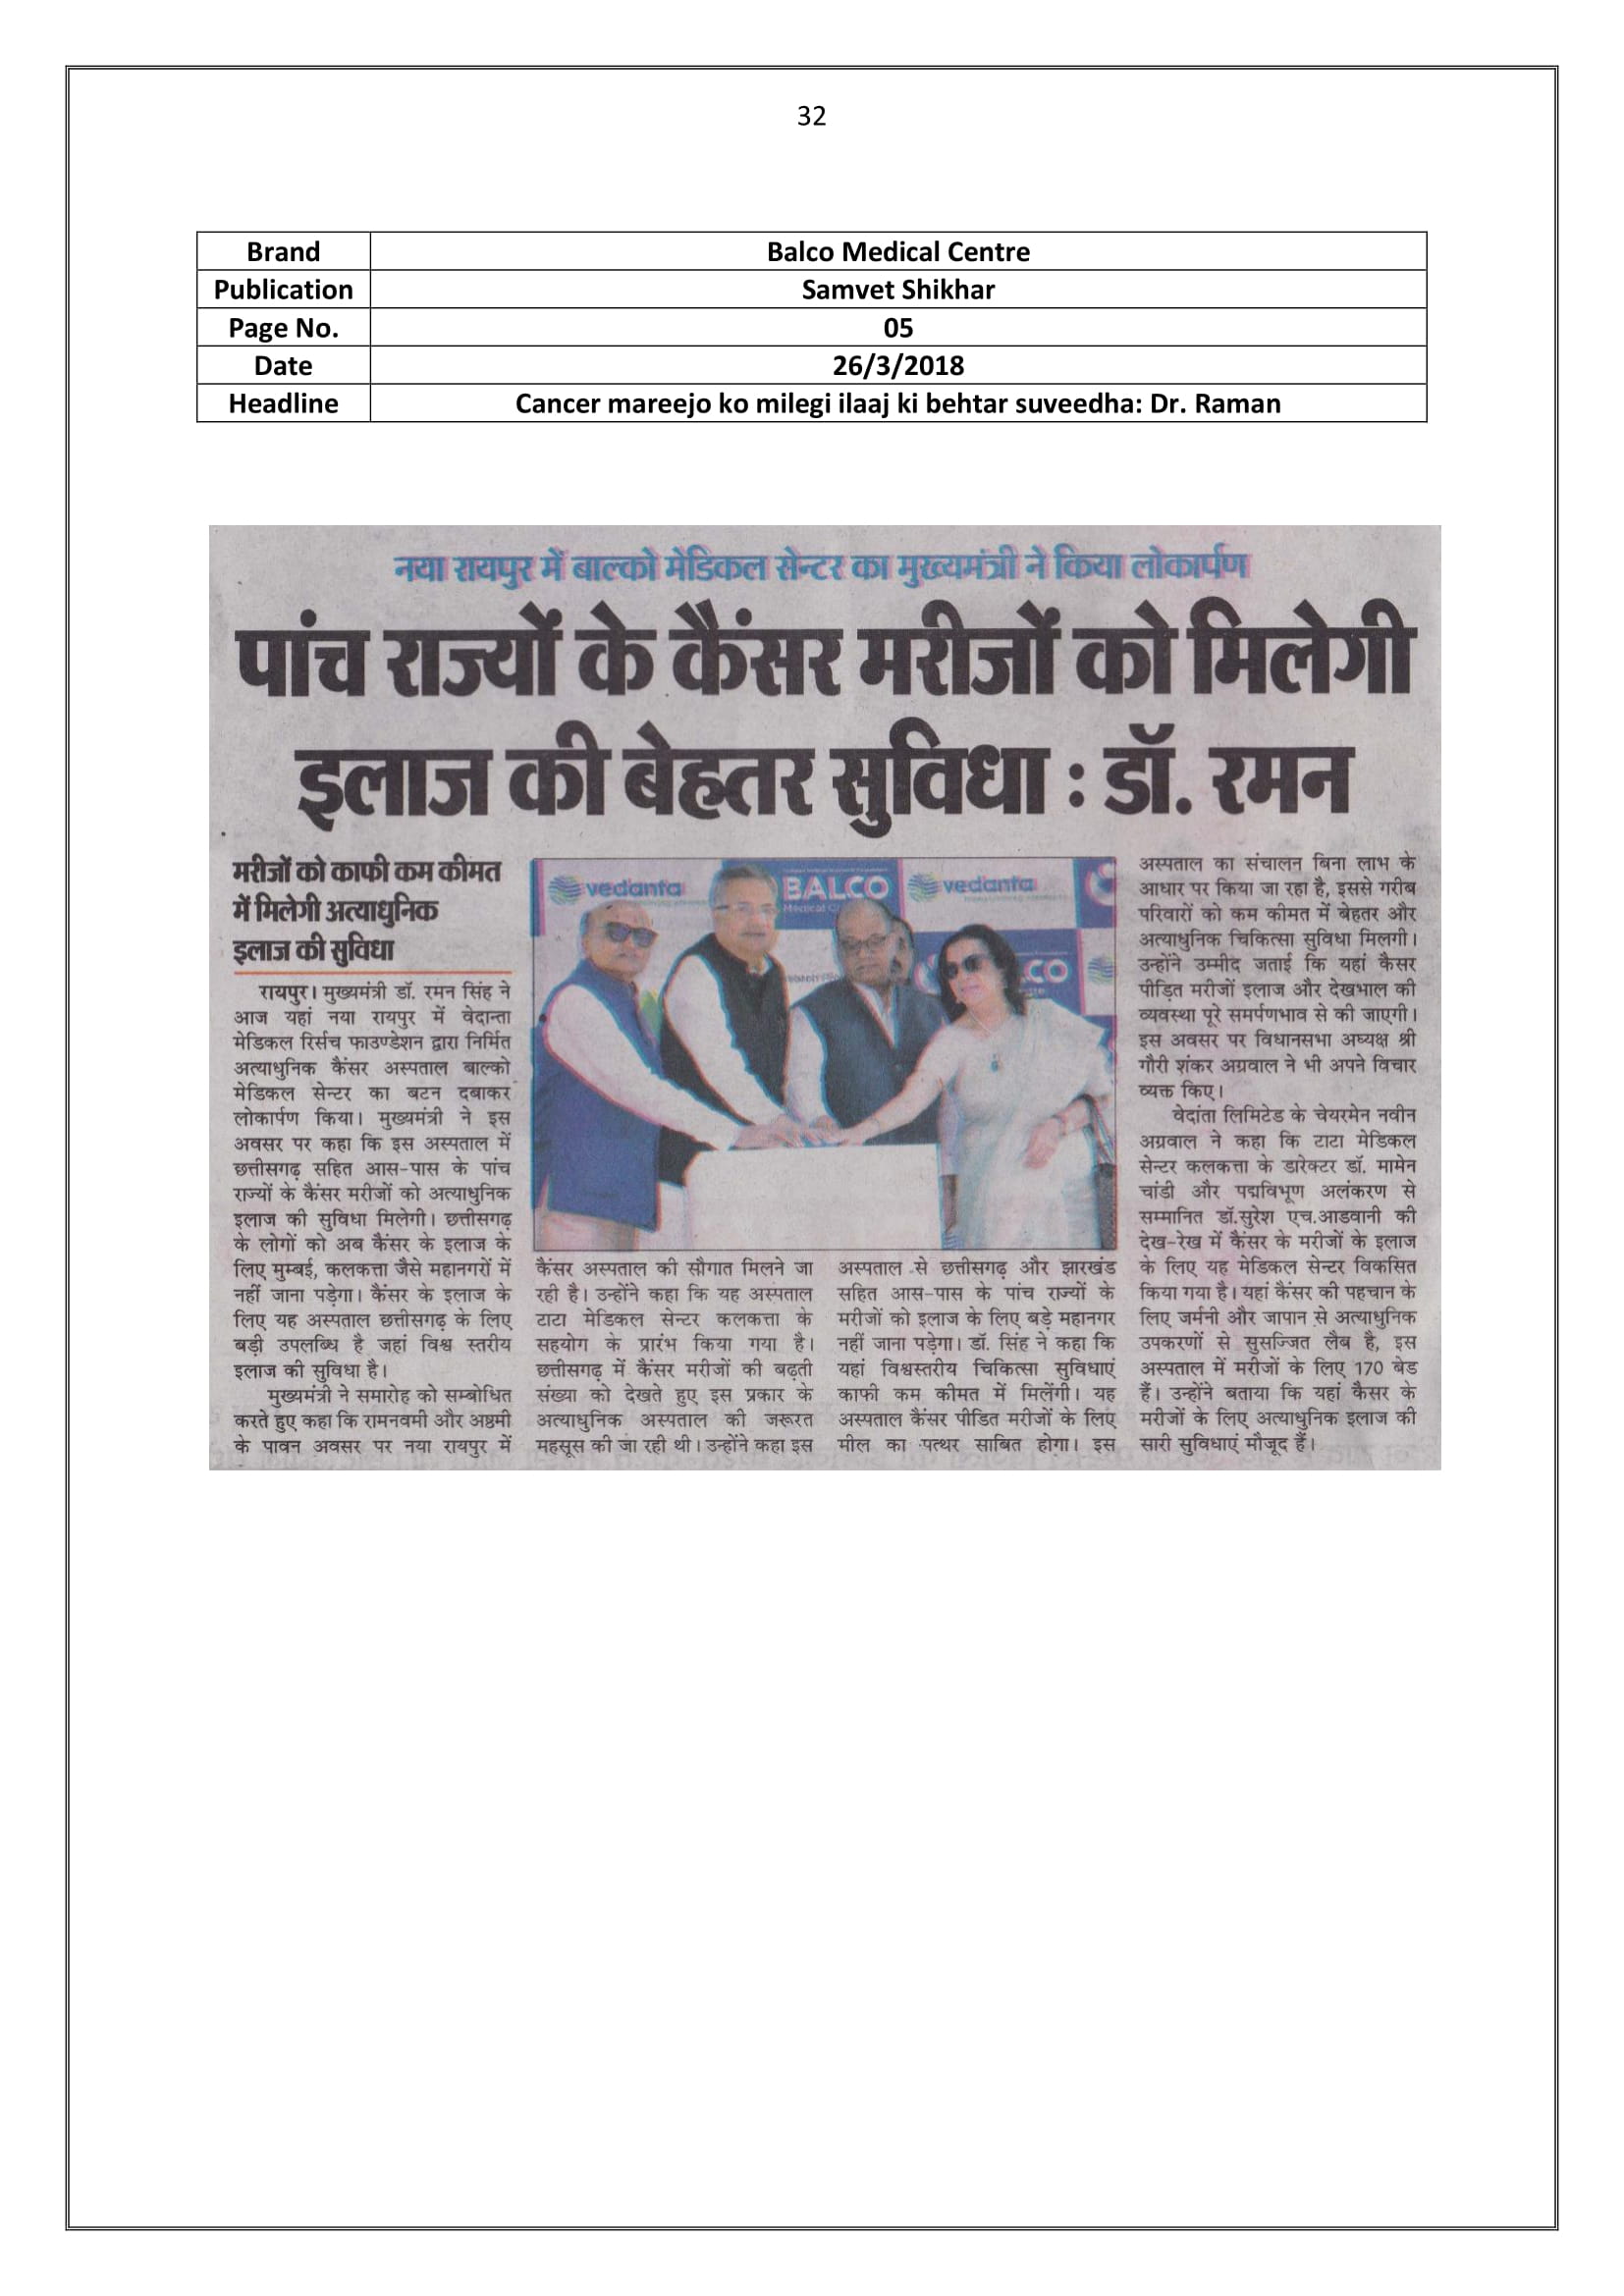 32
Brand Balco Medical Centre
Publication Samvet Shikhar
Page No. 05
Date 26/3/2018
Headline Cancer mareejo ko milegi ilaaj ki behtar suveedha: Dr. Raman
नया रायपुर में बाल्को मेडिकल सेन्टर का मुख्यमंत्री ने किया लोकार्पण
पांच राज्यों के कैंसर मरीजों को मिलेगी
इलाज की बेहतर सुविधा : डॉ. रमन
मरीजों को काफी कम कीमत
में मिलेगी अत्याधुनिक
इलाज की सुविधा
रायपुर। मुख्यमंत्री डॉ. रमन सिंह ने
आज यहां नया रायपुर में वेदान्ता
मेडिकल रिर्सच फाउण्डेशन द्वारा निर्मित
अत्याधुनिक कैंसर अस्पताल बाल्को
मेडिकल सेन्टर का बटन दबाकर
लोकार्पण किया। मुख्यमंत्री ने इस
अवसर पर कहा कि इस अस्पताल में
छत्तीसगढ़ सहित आस-पास के पांच
राज्यों के कैंसर मरीजों को अत्याधुनिक
इलाज की सुविधा मिलेगी। छत्तीसगढ़
के लोगों को अब कैंसर के इलाज के
लिए मुम्बई, कलकत्ता जैसे महानगरों में
नहीं जाना पड़ेगा। कैंसर के इलाज के
लिए यह अस्पताल छत्तीसगढ़ के लिए
बड़ी उपलब्धि है जहां विश्व स्तरीय
इलाज की सुविधा है।
मुख्यमंत्री ने समारोह को सम्बोधित
करते हुए कहा कि रामनवमी और अष्टमी
के पावन अवसर पर नया रायपुर में
vedanta
BALCO
Medical
vedanta
CO
कैंसर अस्पताल की सौगात मिलने जा
रही है। उन्होंने कहा कि यह अस्पताल
टाटा मेडिकल सेन्टर कलकत्ता के
सहयोग के प्रारंभ किया गया है।
छत्तीसगढ़ में कैंसर मरीजों की बढ़ती
संख्या को देखते हुए इस प्रकार के
अत्याधुनिक अस्पताल की जरूरत
महसूस की जा रही थी। उन्होंने कहा इस
अस्पताल से छत्तीसगढ़ और झारखंड
सहित आस-पास के पांच राज्यों के
मरीजों को इलाज के लिए बड़े महानगर
नहीं जाना पड़ेगा। डॉ. सिंह ने कहा कि
यहां विश्वस्तरीय चिकित्सा सुविधाएं
काफी कम कीमत में मिलेंगी। यह
अस्पताल कैंसर पीडित मरीजों के लिए
मील का पत्थर साबित होगा। इस
अस्पताल का संचालन बिना लाभ के
आधार पर किया जा रहा है, इससे गरीब
परिवारों को कम कीमत में बेहतर और
अत्याधुनिक चिकित्सा सुविधा मिलगी।
उन्होंने उम्मीद जताई कि यहां कैसर
पीड़ित मरीजों इलाज और देखभाल की
व्यवस्था पूरे समर्पणभाव से की जाएगी।
इस अवसर पर विधानसभा अध्यक्ष श्री
गौरी शंकर अग्रवाल ने भी अपने विचार
व्यक्त किए।
वेदांता लिमिटेड के चेयरमेन नवीन
अग्रवाल ने कहा कि टाटा मेडिकल
सेन्टर कलकत्ता के डारेक्टर डॉ. मामेन
चांडी और पद्मविभूण अलंकरण से
सम्मानित डॉ.सुरेश एच.आडवानी की
देख-रेख में कैंसर के मरीजों के इलाज
के लिए यह मेडिकल सेन्टर विकसित
किया गया है। यहां कैंसर की पहचान के
लिए जर्मनी और जापान से अत्याधुनिक
उपकरणों से सुसज्जित लैब है, इस
अस्पताल में मरीजों के लिए 170 बेड
हैं। उन्होंने बताया कि यहां कैसर के
मरीजों के लिए अत्याधुनिक इलाज की
सारी सुविधाएं मौजूद हैं।